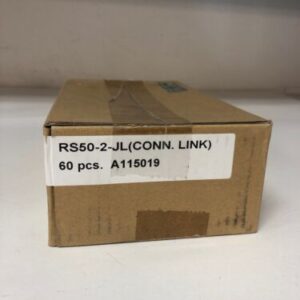 RS50-2-JL(CONN. LINK)
60 pcs. A115019